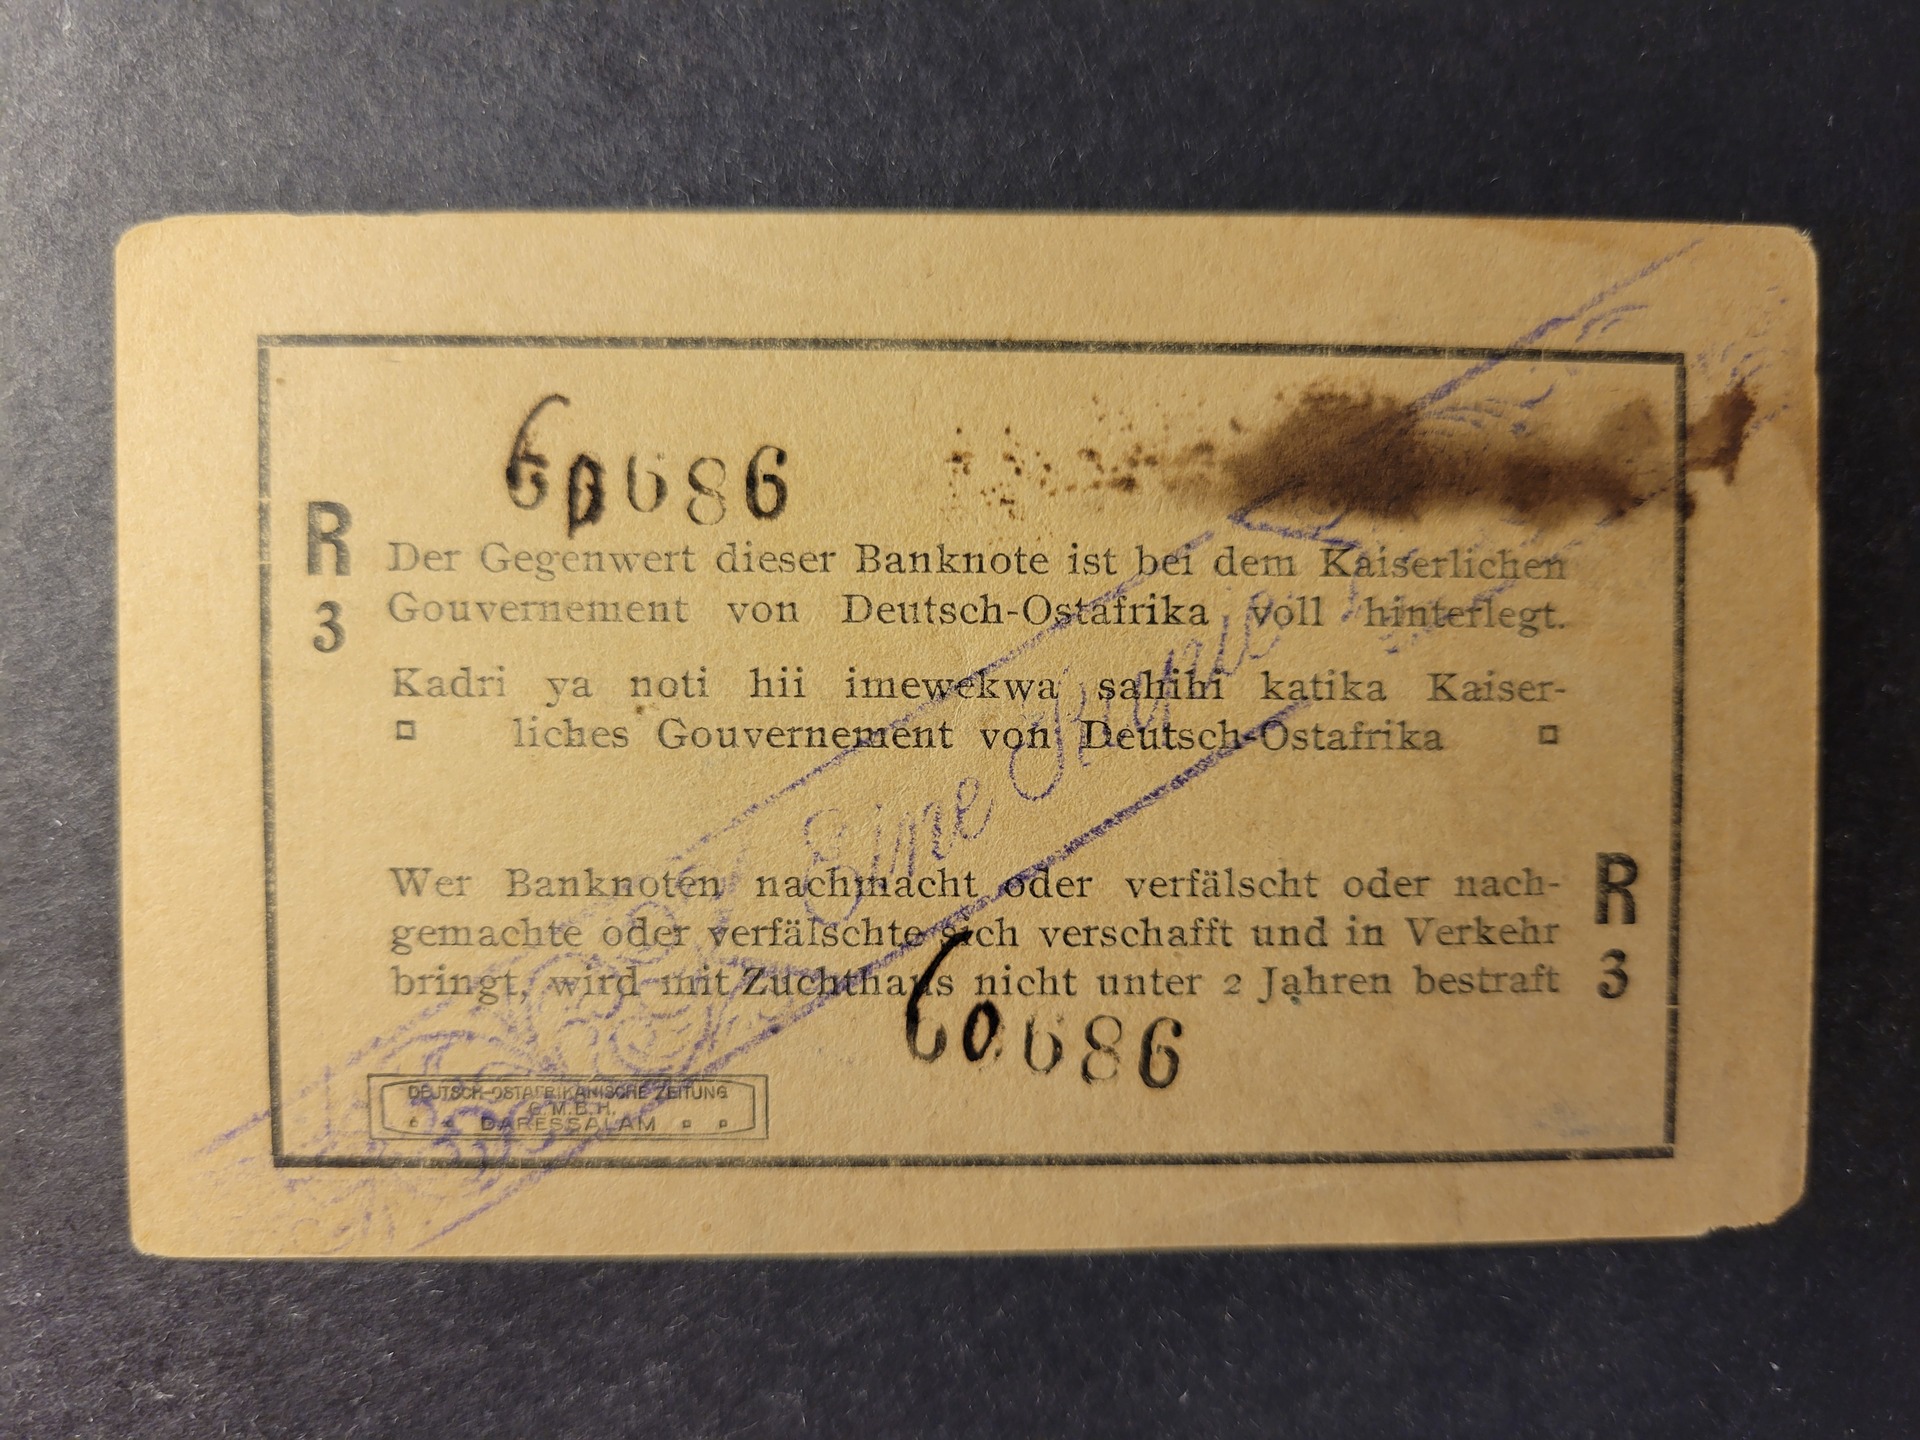 60686
R
3
Der Gegenwert dieser Banknote ist bei dem Kaiserlichen
Gouvernement von Deutsch-Ostafrika voll hinterlegt.
Kadri ya noti hii imewekwa sahihi katika Kaiser-
liches Gouvernement von Deutsch-Ostafrika
Eine Rupie
Wer Banknoten nachmacht oder verfälscht oder nach-
gemachte oder verfälschte sich verschafft und in Verkehr
bringt, wird mit Zuchthaus nicht unter 2 Jahren bestraft
R
3
60686
DEUTSCH-OSTAFRIKANISCHE ZEITUNG
G.M.B.H.
DARESSALAM